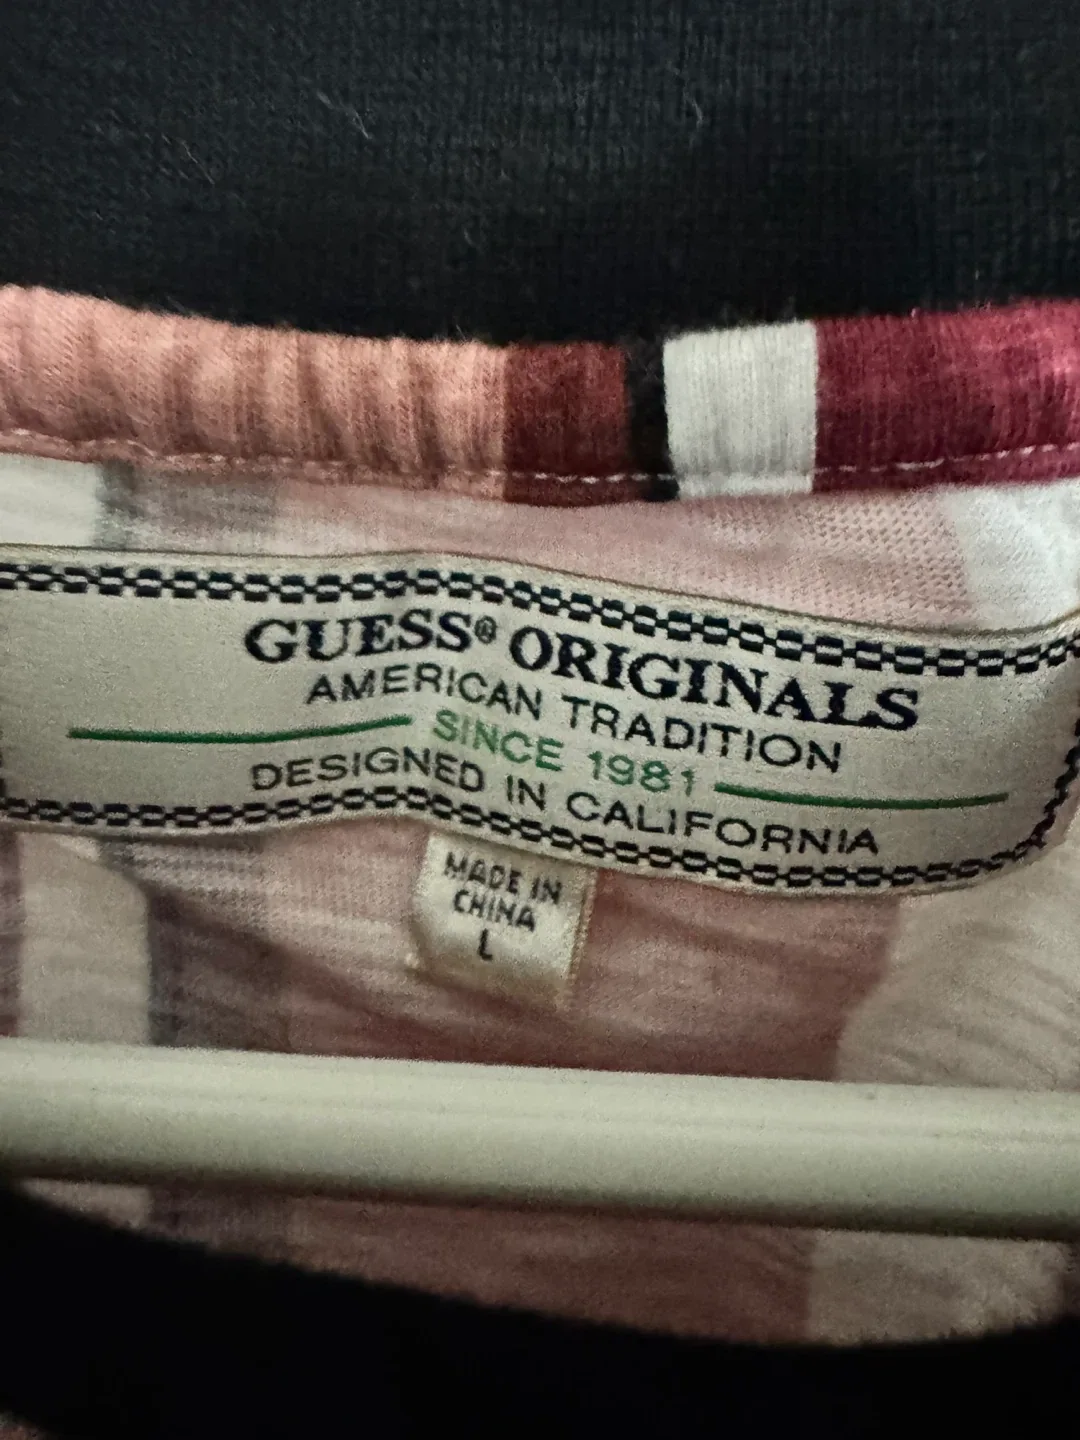 GUESS® ORIGINALS
AMERICAN TRADITION
SINCE 1981
DESIGNED IN CALIFORNIA
MADE IN
CHINA
L